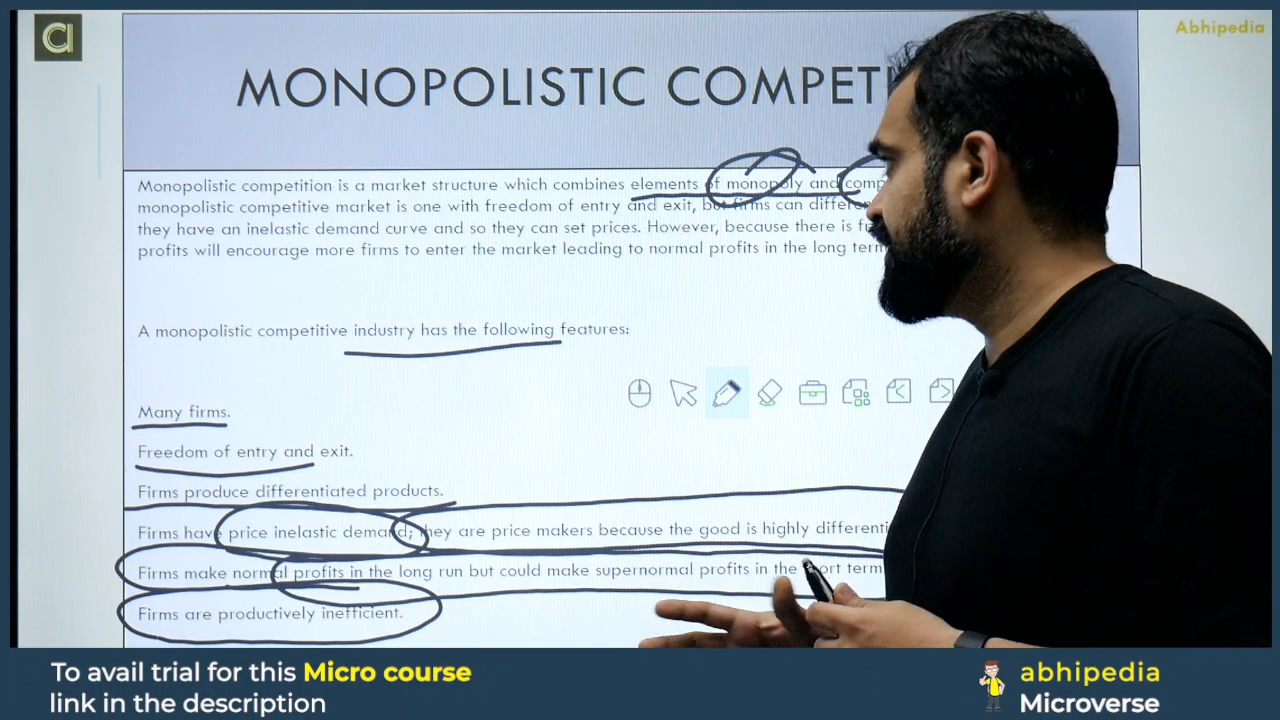 Abhipedia
MONOPOLISTIC
Monopolistic competition is a market structure which combines elements of monopoly and
monopolistic competitive market is one with freedom of entry and exit, but firms can
they have an inelastic demand curve and so they can set prices. However, because there is
profits will encourage more firms to enter the market leading to normal profits in the long
A monopolistic competitive industry has the following features:
Many firms.
Freedom of entry and exit.
Firms produce differentiated products.
Firms have price inelastic demand; they are price makers because the good is highly
Firms make normal profits in the long run but could make supernormal profits in the short term
Firms are productively inefficient.
To avail trial for this Micro course
link in the description
abhipedia
Microverse